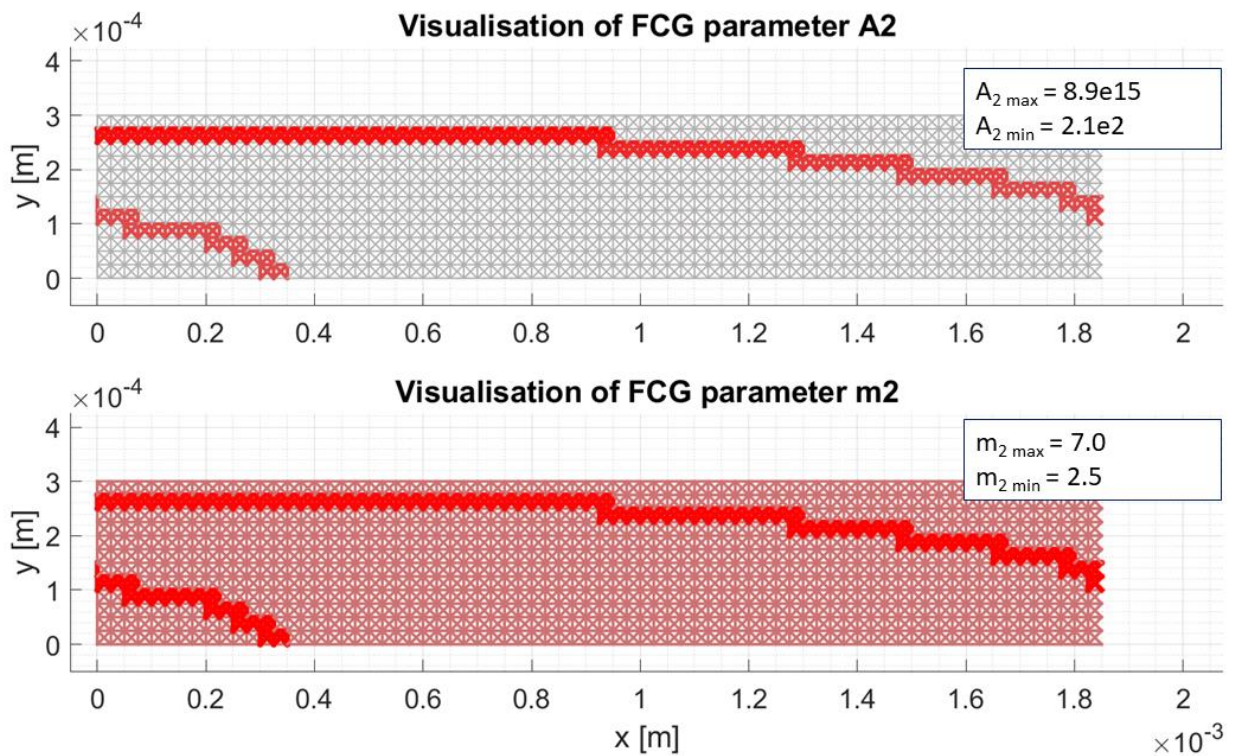 Visualisation of FCG parameter A2
×10⁻⁴
4
3
2
1
0
y [m]
A₂ max = 8.9e15
A₂ min = 2.1e2
0 0.2 0.4 0.6 0.8 1 1.2 1.4 1.6 1.8 2
Visualisation of FCG parameter m2
×10⁻⁴
4
3
2
1
0
y [m]
m₂ max = 7.0
m₂ min = 2.5
0 0.2 0.4 0.6 0.8 1 1.2 1.4 1.6 1.8 2
x [m]
×10⁻³